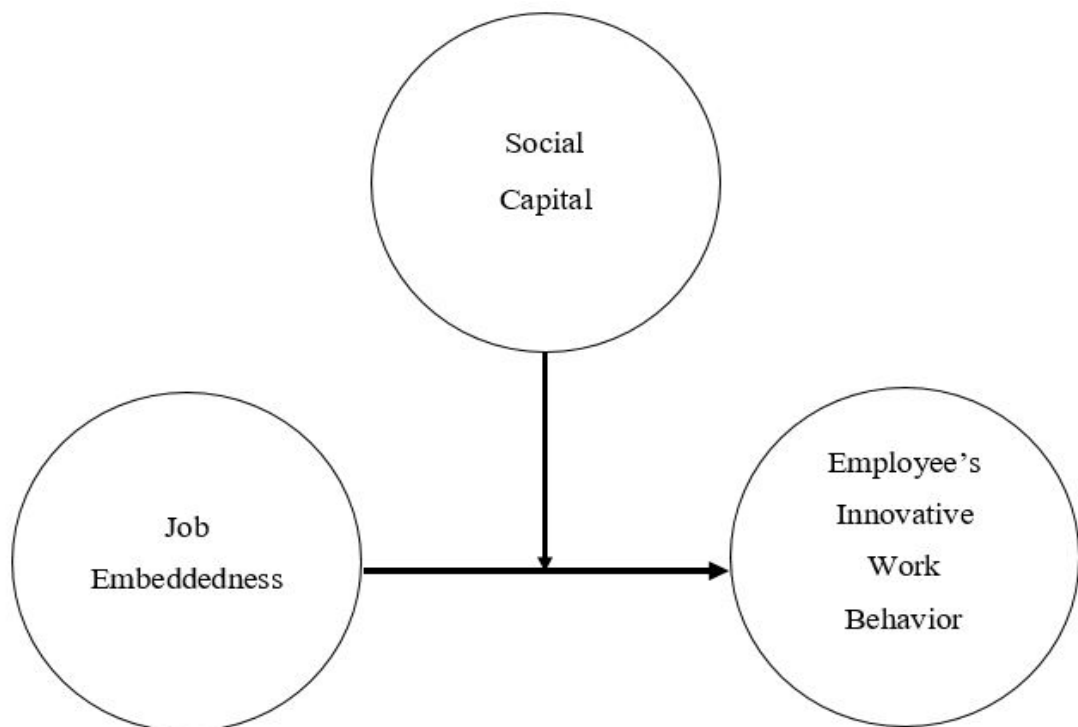 Social
Capital
Job
Embeddedness
Employee’s
Innovative
Work
Behavior